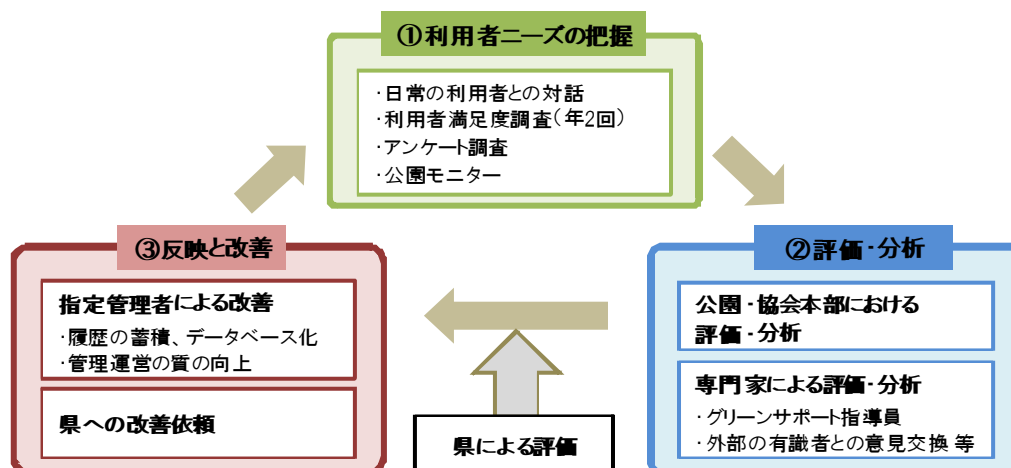 ①利用者ニーズの把握
・日常の利用者との対話
・利用者満足度調査（年2回）
・アンケート調査
・公園モニター
②評価・分析
公園・協会本部における
評価・分析
専門家による評価・分析
・グリーンサポート指導員
・外部の有識者との意見交換 等
県による評価
③反映と改善
指定管理者による改善
・履歴の蓄積、データベース化
・管理運営の質の向上
県への改善依頼